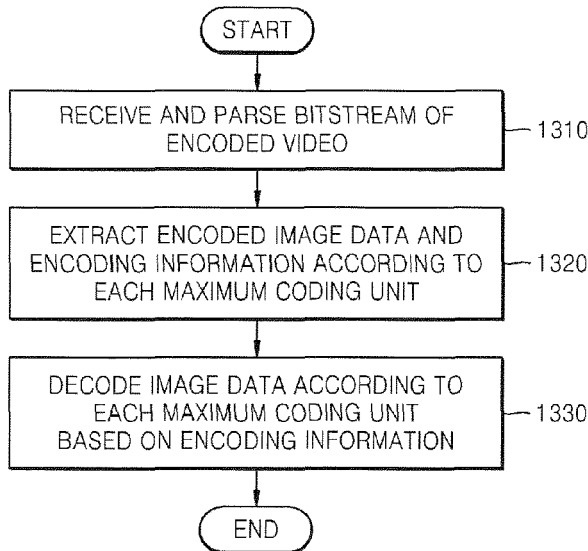 START
RECEIVE AND PARSE BITSTREAM OF
ENCODED VIDEO
1310
EXTRACT ENCODED IMAGE DATA AND
ENCODING INFORMATION ACCORDING TO
EACH MAXIMUM CODING UNIT
1320
DECODE IMAGE DATA ACCORDING TO
EACH MAXIMUM CODING UNIT
BASED ON ENCODING INFORMATION
1330
END